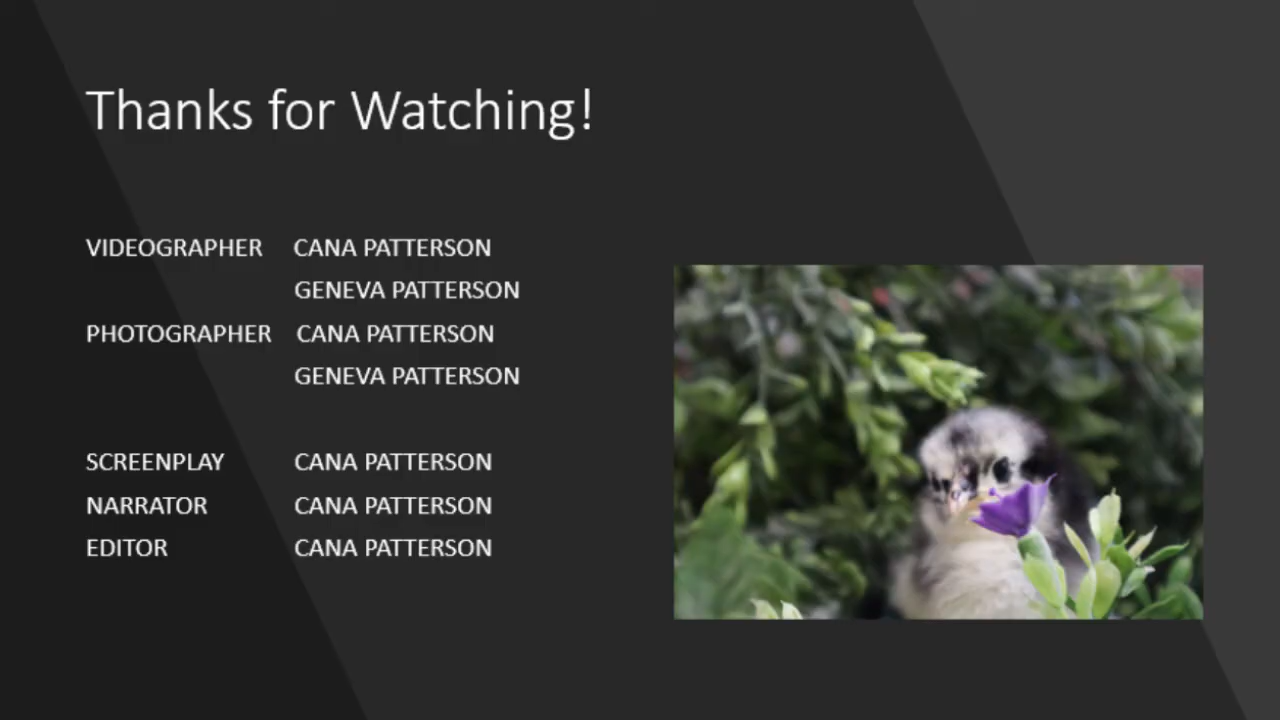 Thanks for Watching!
VIDEOGRAPHER CANA PATTERSON
GENEVA PATTERSON
PHOTOGRAPHER CANA PATTERSON
GENEVA PATTERSON
SCREENPLAY CANA PATTERSON
NARRATOR CANA PATTERSON
EDITOR CANA PATTERSON